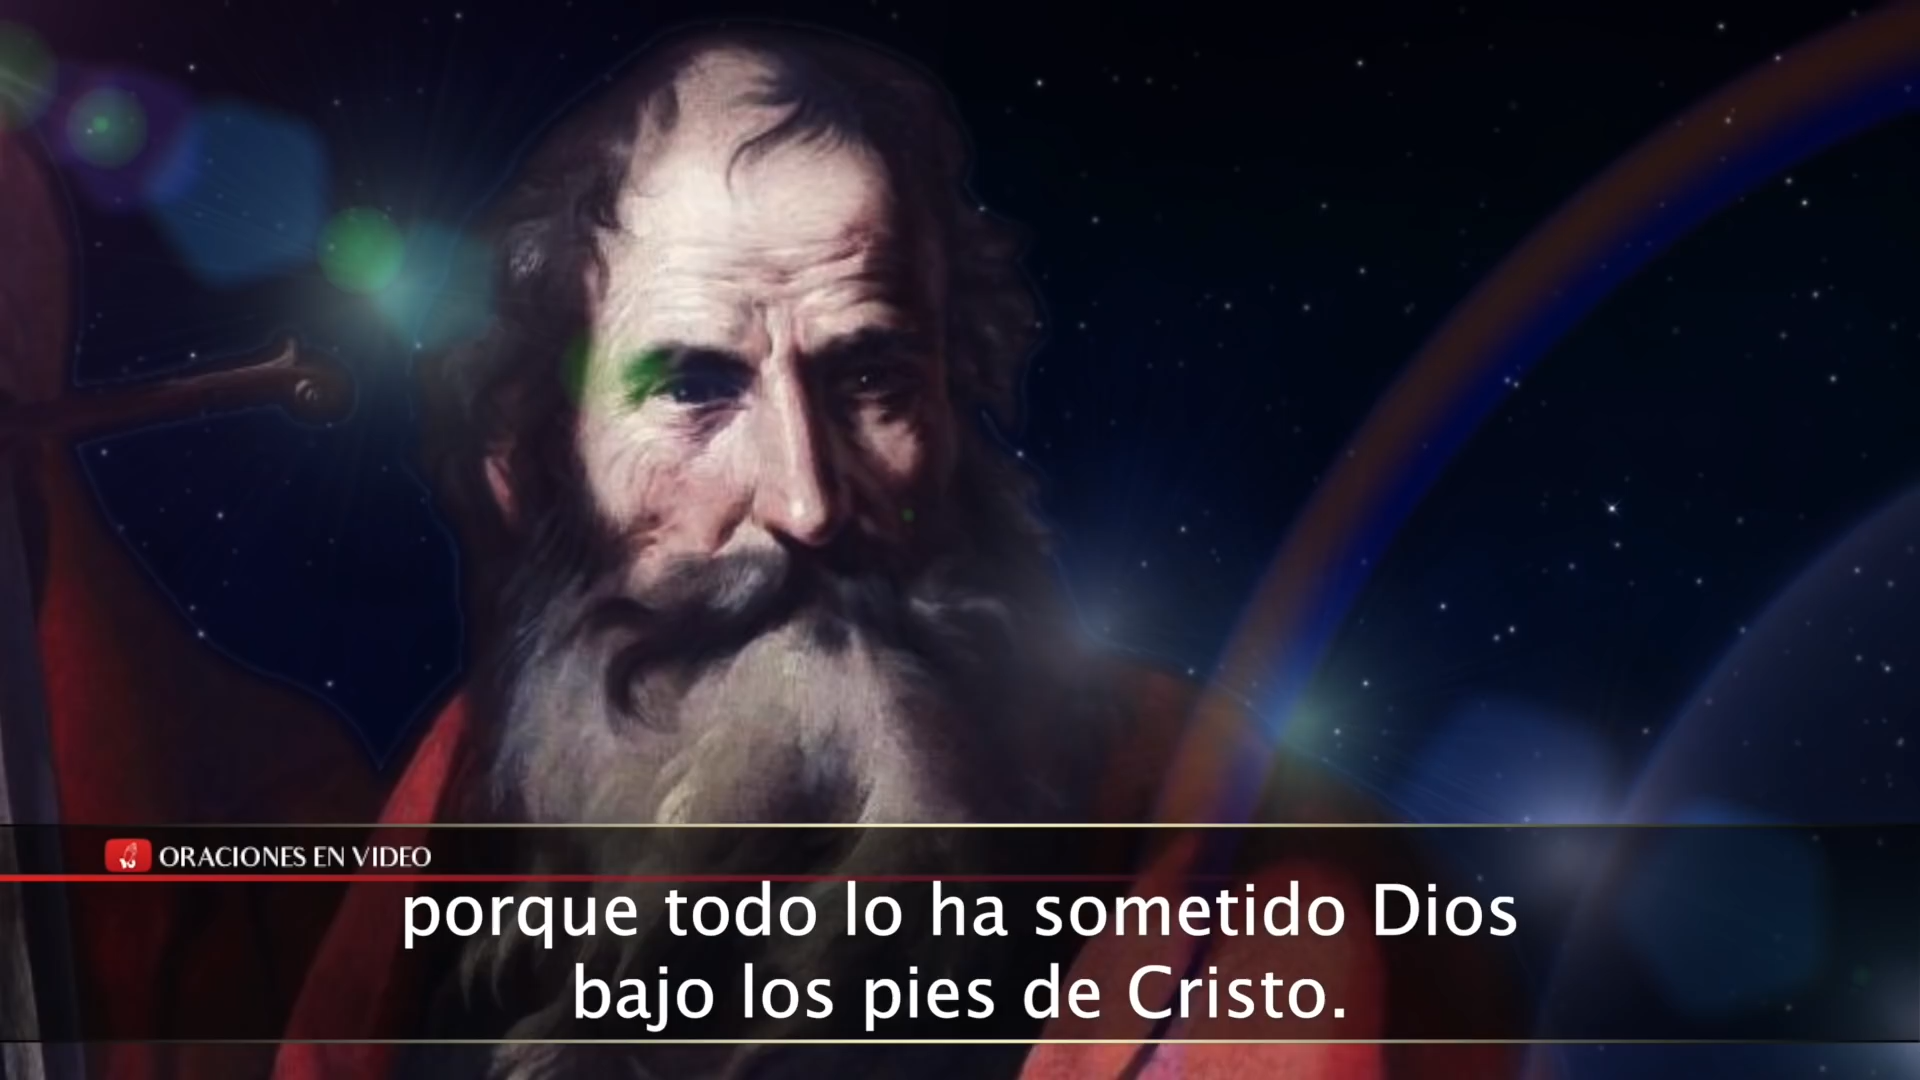 ORACIONES EN VIDEO
porque todo lo ha sometido Dios
bajo los pies de Cristo.